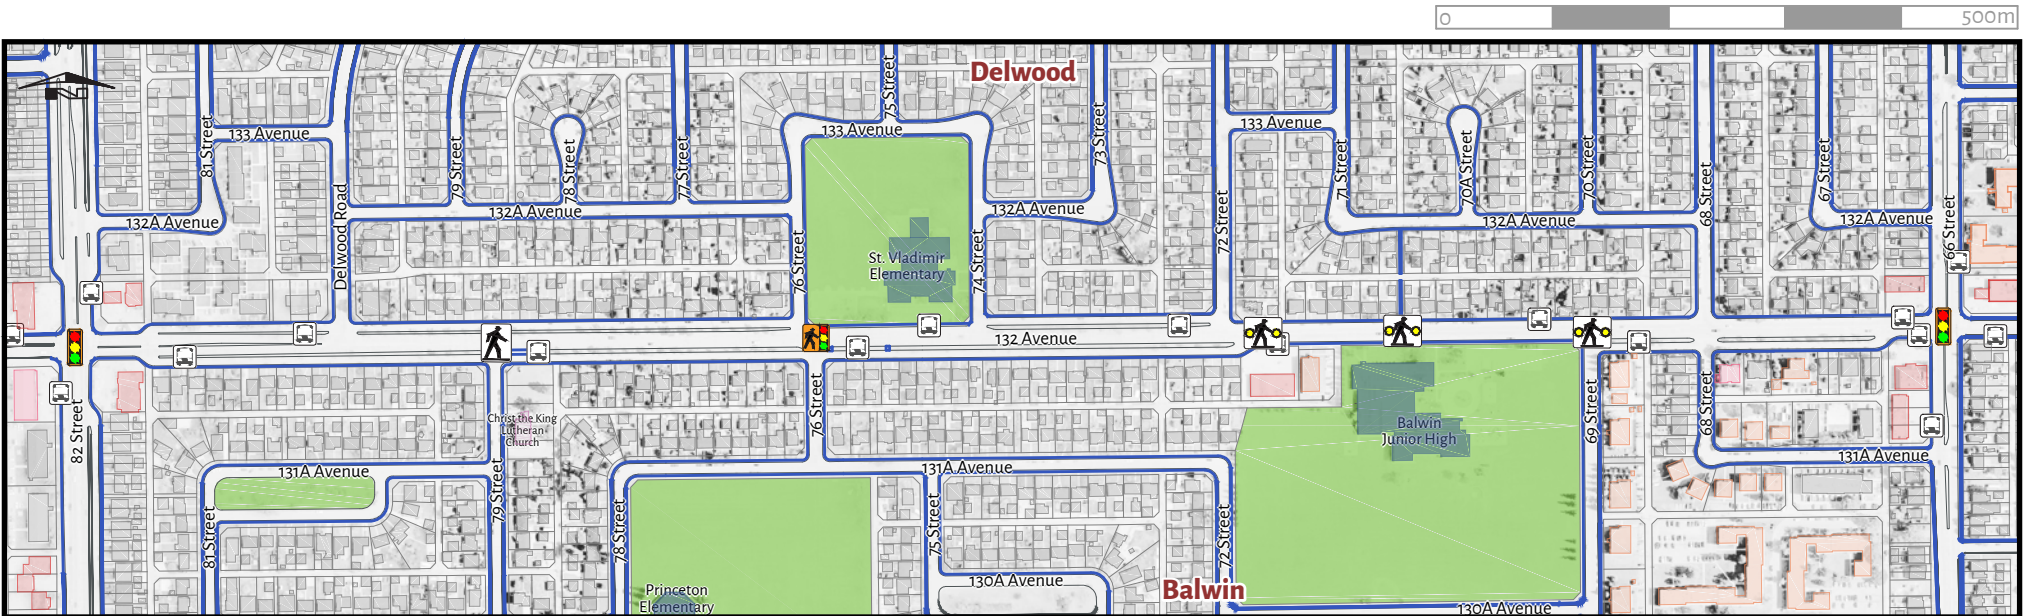 0 500m
Delwood
75 Street
81 Street
133 Avenue
133 Avenue
133 Avenue
73 Street
79 Street
78 Street
77 Street
71 Street
70A Street
70 Street
68 Street
67 Street
132A Avenue
Delwood Road
132A Avenue
132A Avenue
72 Street
132A Avenue
132A Avenue
66 Street
76 Street
St. Vladimir
Elementary
74 Street
132 Avenue
82 Street
Christ the King
Lutheran
Church
76 Street
Balwin
Junior High
69 Street
68 Street
131A Avenue
131A Avenue
131A Avenue
79 Street
81 Street
78 Street
75 Street
72 Street
130A Avenue
Princeton
Elementary
Balwin
130A Avenue